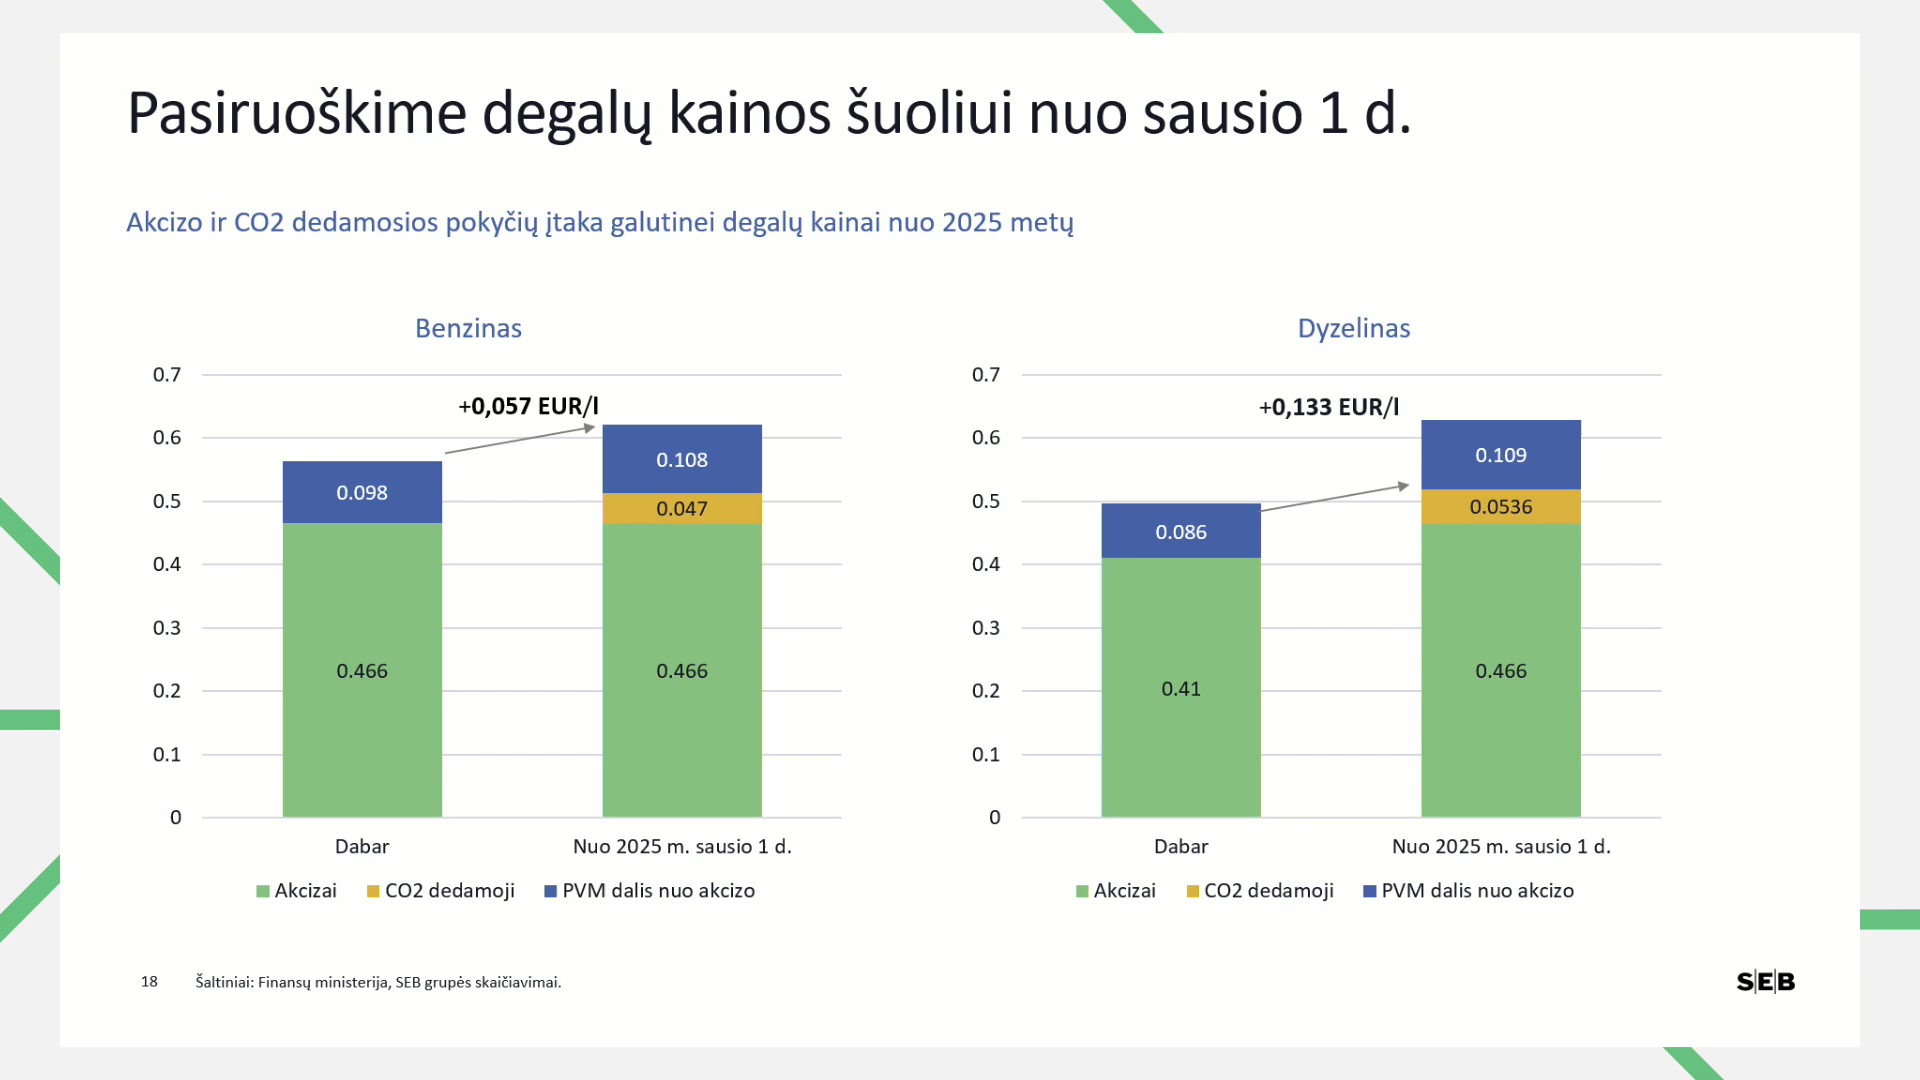 Pasiruoškime degalų kainos šuoliui nuo sausio 1 d.
Akcizo ir CO2 dedamosios pokyčių įtaka galutinei degalų kainai nuo 2025 metų
Benzinas
0.7
0.6
0.5
0.4
0.3
0.2
0.1
0
+0,057 EUR/l
0.098
0.466
0.108
0.047
0.466
Dabar
Nuo 2025 m. sausio 1 d.
Akcizai CO2 dedamoji PVM dalis nuo akcizo
Dyzelinas
0.7
0.6
0.5
0.4
0.3
0.2
0.1
0
+0,133 EUR/l
0.086
0.41
0.109
0.0536
0.466
Dabar
Nuo 2025 m. sausio 1 d.
Akcizai CO2 dedamoji PVM dalis nuo akcizo
18 Šaltiniai: Finansų ministerija, SEB grupės skaičiavimai.
SEB